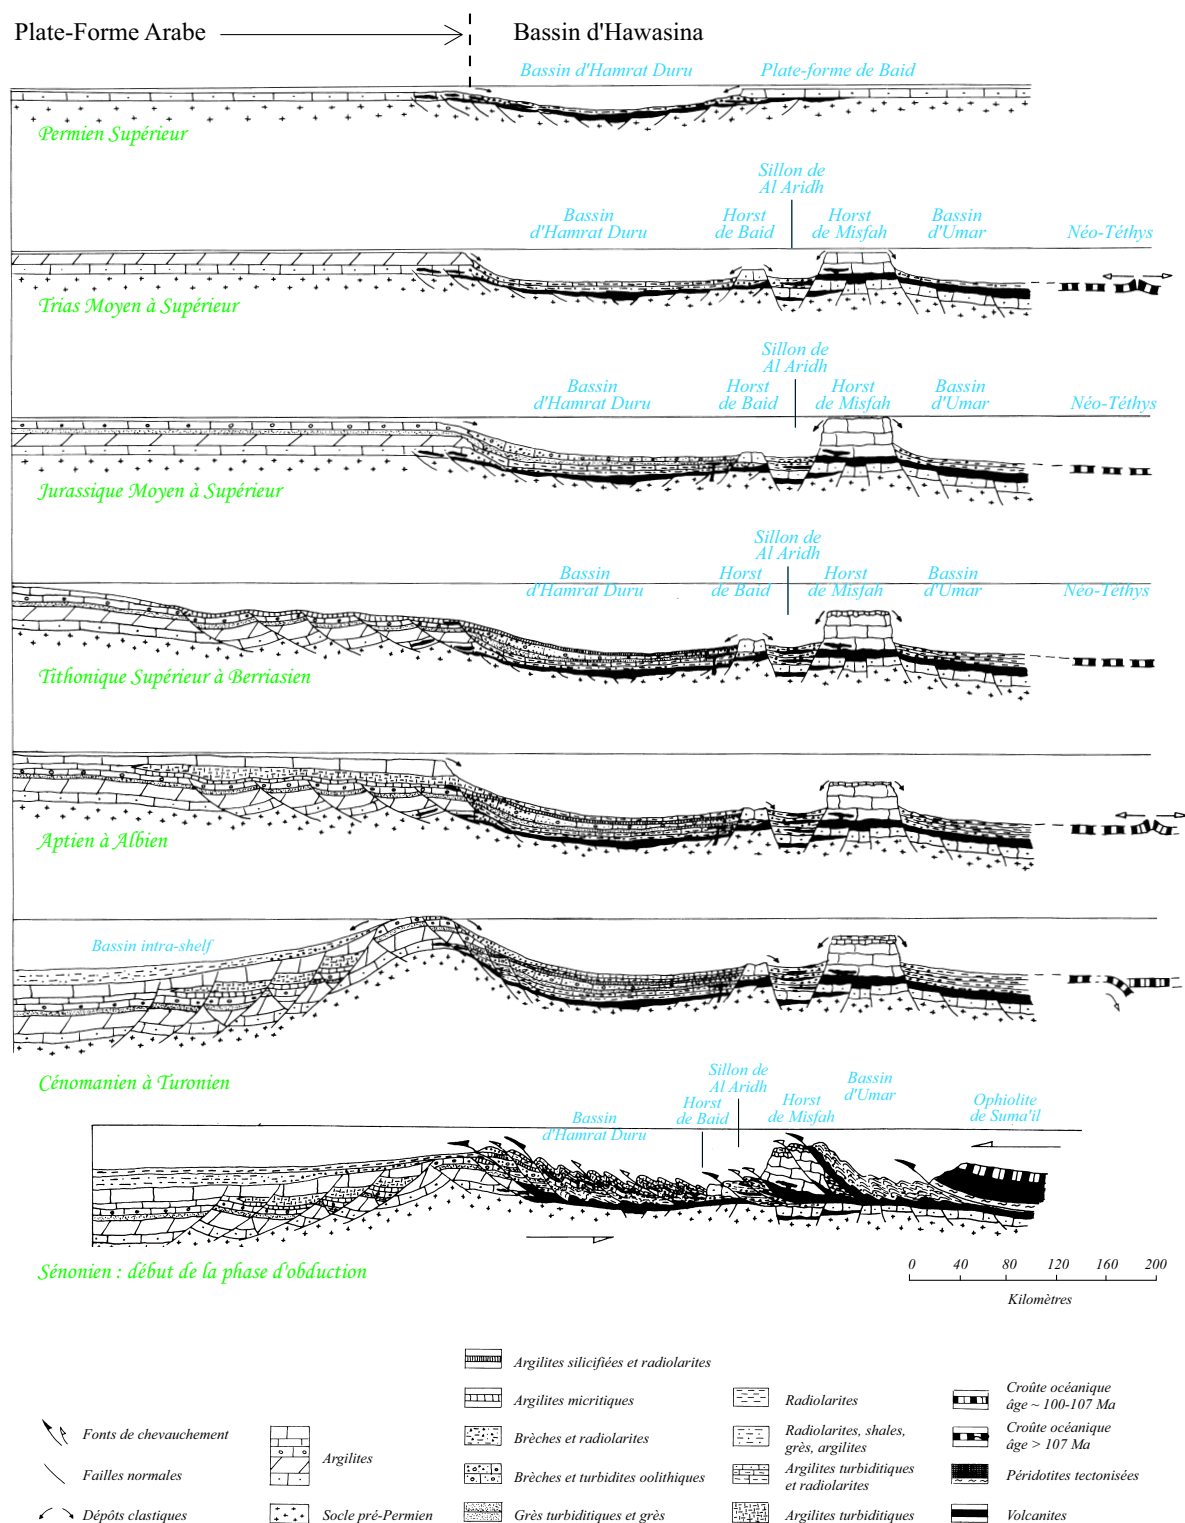 Plate-Forme Arabe
Bassin d'Hawasina
Bassin d'Hamrat Duru
Plate-forme de Baid
Permien Supérieur
Sillon de
Al Aridh
Bassin
d'Hamrat Duru
Horst
de Baid
Horst
de Misfah
Bassin
d'Umar
Néo-Téthys
Trias Moyen à Supérieur
Sillon de
Al Aridh
Bassin
d'Hamrat Duru
Horst
de Baid
Horst
de Misfah
Bassin
d'Umar
Néo-Téthys
Jurassique Moyen à Supérieur
Sillon de
Al Aridh
Bassin
d'Hamrat Duru
Horst
de Baid
Horst
de Misfah
Bassin
d'Umar
Néo-Téthys
Tithonique Supérieur à Berriasien
Aptien à Albien
Bassin intra-shelf
Cénomanien à Turonien
Sillon de
Al Aridh
Bassin
d'Hamrat Duru
Horst
de Baid
Horst
de Misfah
Bassin
d'Umar
Ophiolite
de Suma'il
Sénonien : début de la phase d'obduction
0 40 80 120 160 200
Kilomètres
Fonts de chevauchement
Failles normales
Dépôts clastiques
Argilites
Socle pré-Permien
Argilites silicifiées et radiolarites
Argilites micritiques
Brèches et radiolarites
Brèches et turbidites oolithiques
Grès turbiditiques et grès
Radiolarites
Radiolarites, shales,
grès, argilites
Argilites turbiditiques
et radiolarites
Argilites turbiditiques
Croûte océanique
âge ~ 100-107 Ma
Croûte océanique
âge > 107 Ma
Péridotites tectonisées
Volcanites